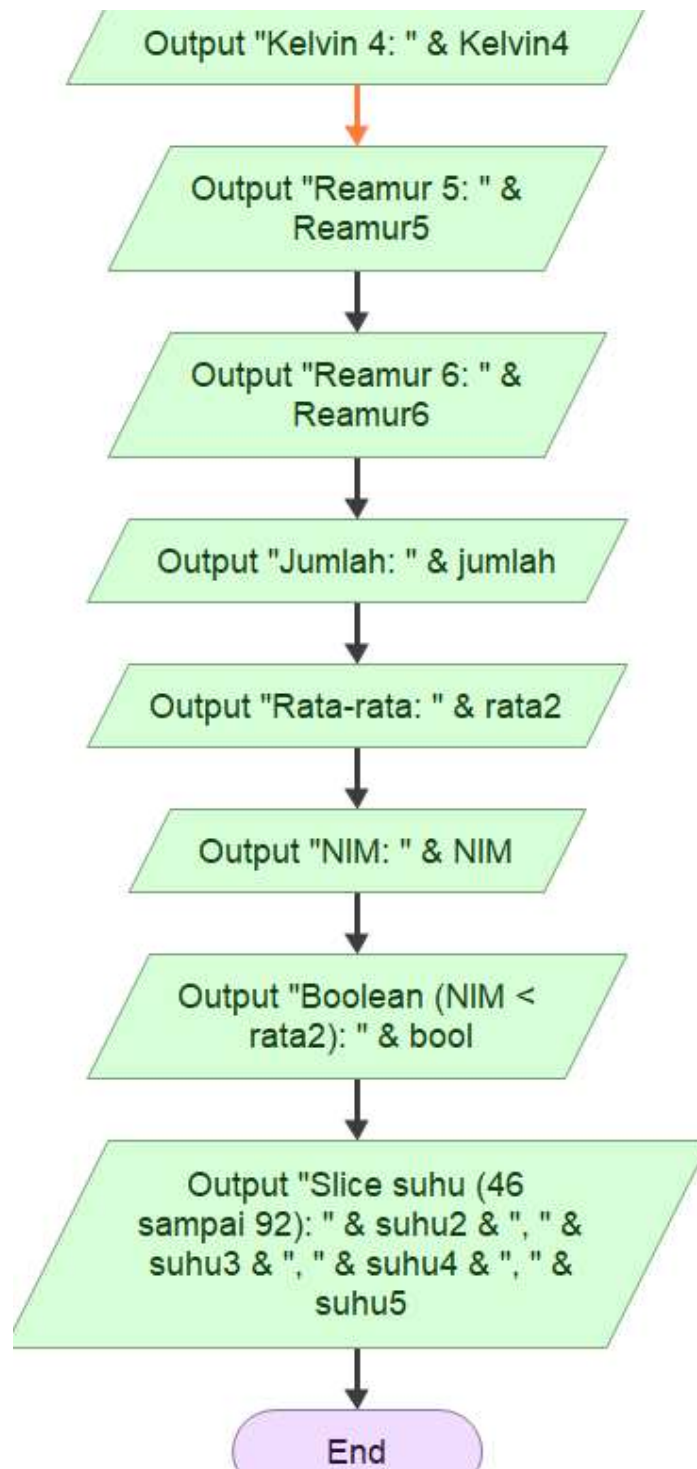 Output "Kelvin 4: " & Kelvin4
Output "Reamur 5: " &
Reamur5
Output "Reamur 6: " &
Reamur6
Output "Jumlah: " & jumlah
Output "Rata-rata: " & rata2
Output "NIM: " & NIM
Output "Boolean (NIM <
rata2): " & bool
Output "Slice suhu (46
sampai 92): " & suhu2 & ", " &
suhu3 & ", " & suhu4 & ", " &
suhu5
End